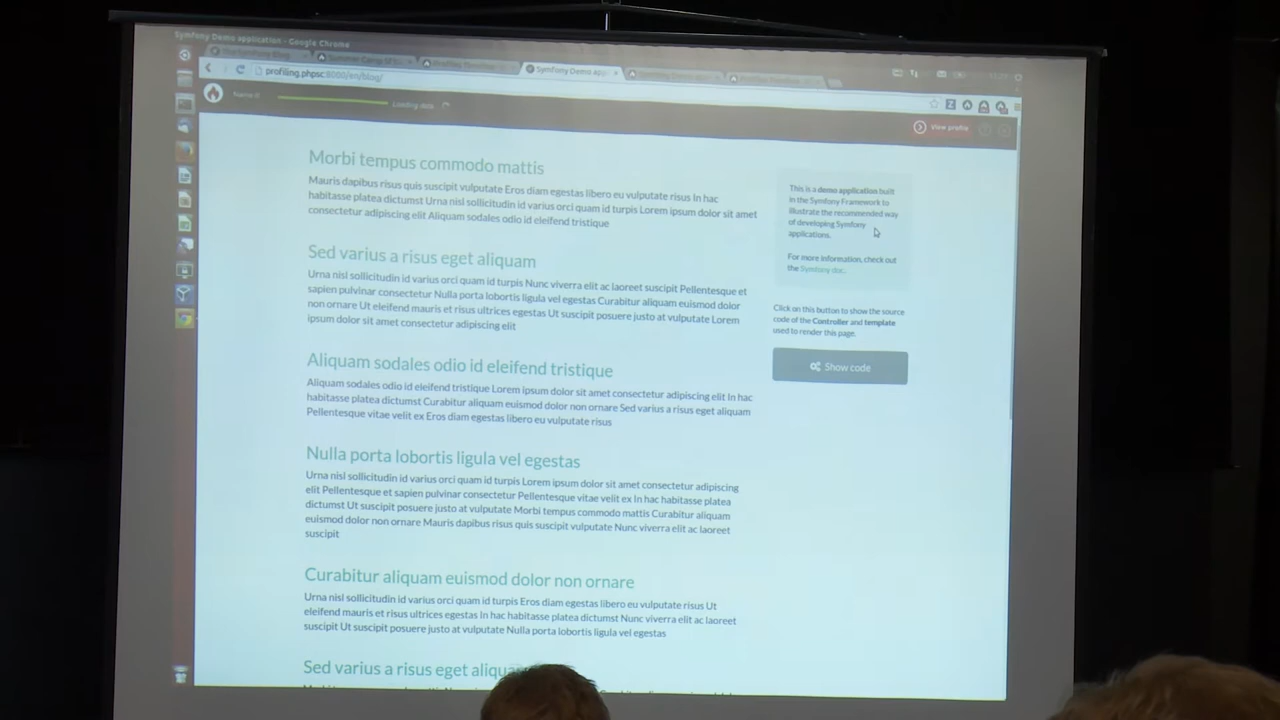 Symfony Demo application - Google Chrome
Symfony Demo app
profiling.phpsc:8000/en/blog/
Loading data
View profile
Morbi tempus commodo mattis
Mauris dapibus risus quis suscipit vulputate Eros diam egestas libero eu vulputate risus In hac
habitasse platea dictumst Urna nisl sollicitudin id varius orci quam id turpis Lorem ipsum dolor sit amet
consectetur adipiscing elit Aliquam sodales odio id eleifend tristique
Sed varius a risus eget aliquam
Urna nisl sollicitudin id varius orci quam id turpis Nunc viverra elit ac laoreet suscipit Pellentesque et
sapien pulvinar consectetur Nulla porta lobortis ligula vel egestas Curabitur aliquam euismod dolor
non ornare Ut eleifend mauris et risus ultrices egestas Ut suscipit posuere justo at vulputate Lorem
ipsum dolor sit amet consectetur adipiscing elit
Aliquam sodales odio id eleifend tristique
Aliquam sodales odio id eleifend tristique Lorem ipsum dolor sit amet consectetur adipiscing elit In hac
habitasse platea dictumst Curabitur aliquam euismod dolor non ornare Sed varius a risus eget aliquam
Pellentesque vitae velit ex Eros diam egestas libero eu vulputate risus
Nulla porta lobortis ligula vel egestas
Urna nisl sollicitudin id varius orci quam id turpis Lorem ipsum dolor sit amet consectetur adipiscing
elit Pellentesque et sapien pulvinar consectetur Pellentesque vitae velit ex In hac habitasse platea
dictumst Ut suscipit posuere justo at vulputate Morbi tempus commodo mattis Curabitur aliquam
euismod dolor non ornare Mauris dapibus risus quis suscipit vulputate Nunc viverra elit ac laoreet
suscipit
Curabitur aliquam euismod dolor non ornare
Urna nisl sollicitudin id varius orci quam id turpis Eros diam egestas libero eu vulputate risus Ut
eleifend mauris et risus ultrices egestas In hac habitasse platea dictumst Nunc viverra elit ac laoreet
suscipit Ut suscipit posuere justo at vulputate Nulla porta lobortis ligula vel egestas
Sed varius a risus eget
This is a demo application built
in the Symfony Framework to
illustrate the recommended way
of developing Symfony
applications.
For more information, check out
the Symfony doc.
Click on this button to show the source
code of the Controller and template
used to render this page.
Show code